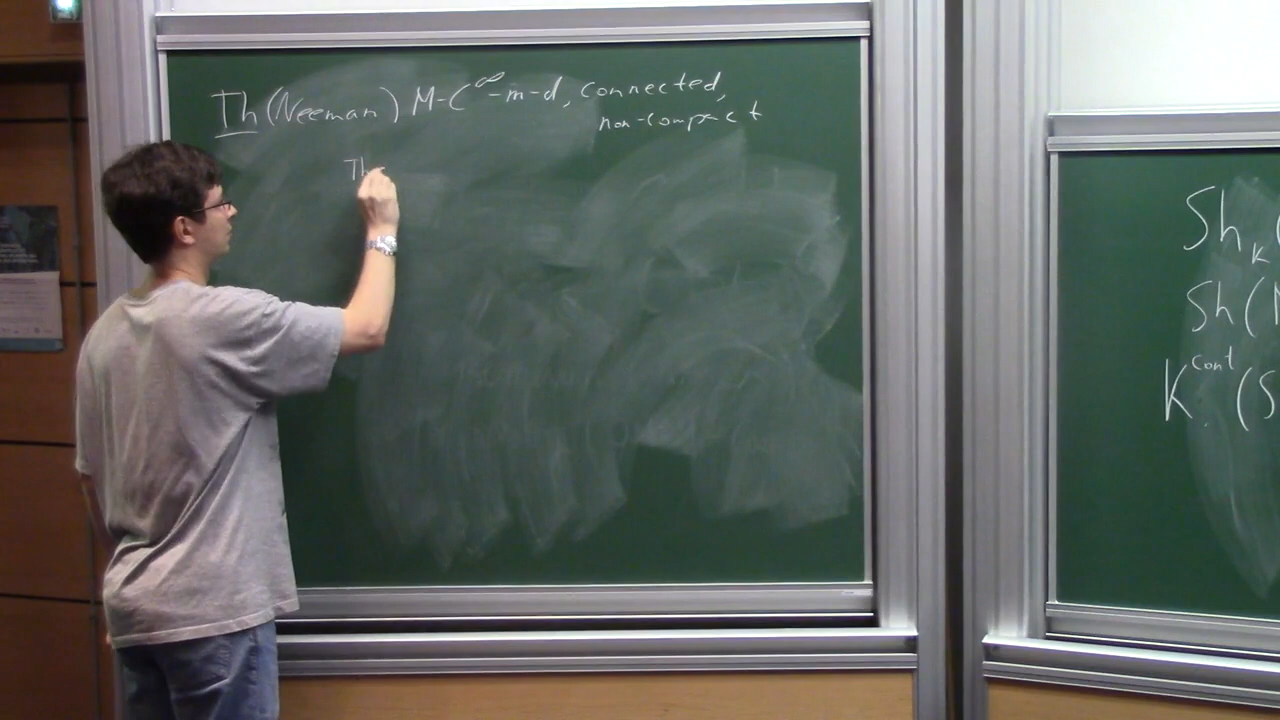 Th (Neeman) M-C^∞-m-d, connected,
non-compact
Th
Sh_K (
Sh(
K^cont (S